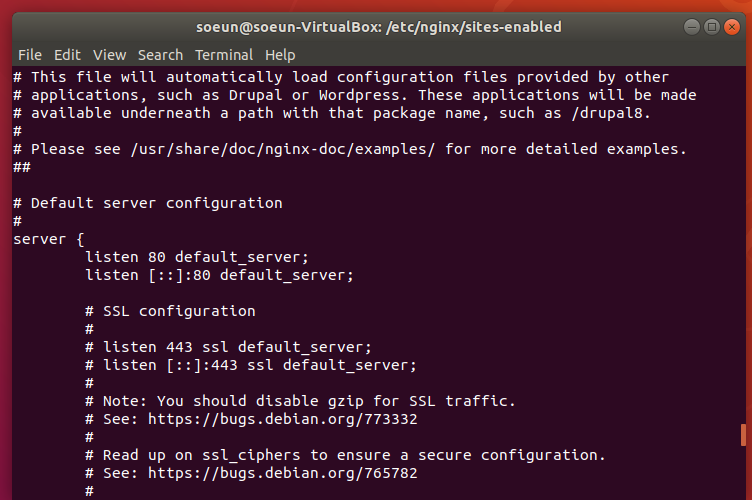 soeun@soeun-VirtualBox: /etc/nginx/sites-enabled
File Edit View Search Terminal Help
# This file will automatically load configuration files provided by other
# applications, such as Drupal or Wordpress. These applications will be made
# available underneath a path with that package name, such as /drupal8.
#
# Please see /usr/share/doc/nginx-doc/examples/ for more detailed examples.
##

# Default server configuration
#
server {
        listen 80 default_server;
        listen [::]:80 default_server;

        # SSL configuration
        #
        # listen 443 ssl default_server;
        # listen [::]:443 ssl default_server;
        #
        # Note: You should disable gzip for SSL traffic.
        # See: https://bugs.debian.org/773332
        #
        # Read up on ssl_ciphers to ensure a secure configuration.
        # See: https://bugs.debian.org/765782
        #